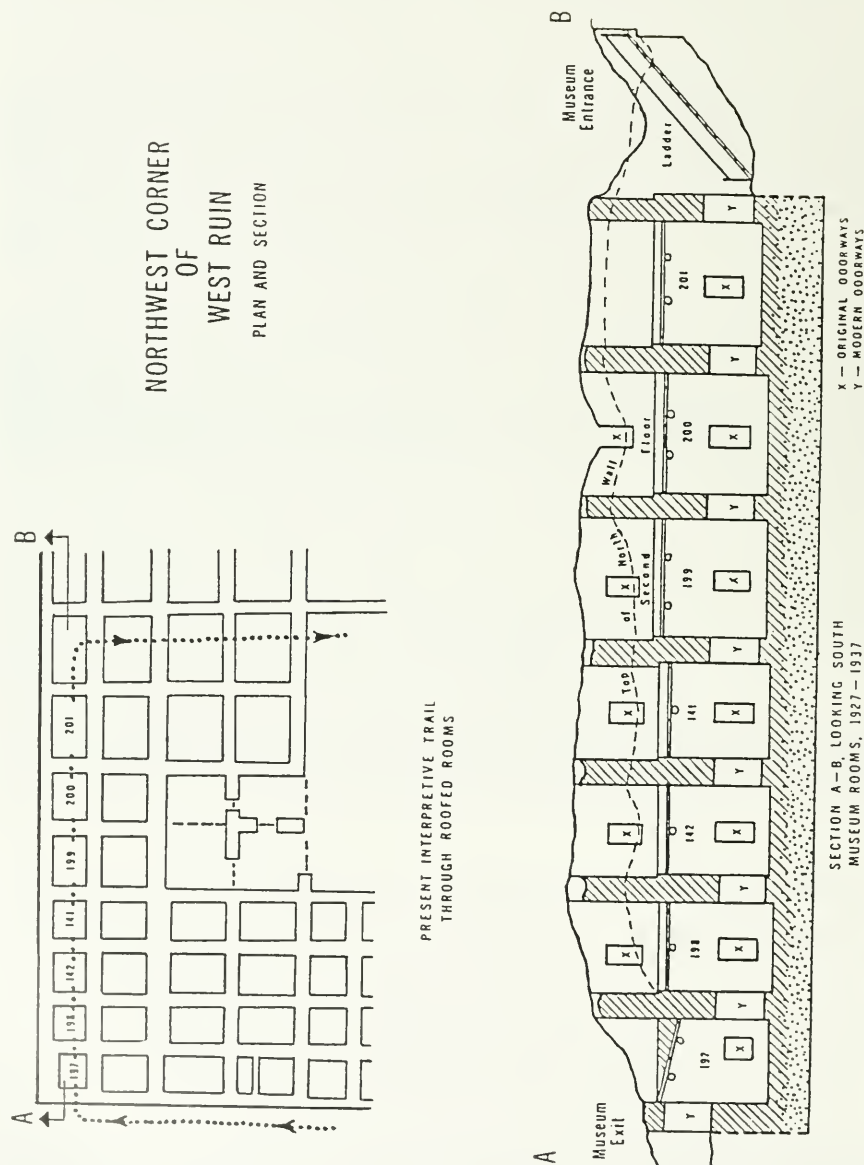 NORTHWEST CORNER
OF
WEST RUIN
PLAN AND SECTION
A
B
197
198
142
141
199
200
201
PRESENT INTERPRETIVE TRAIL
THROUGH ROOFED ROOMS
A
B
Museum
Exit
Museum
Entrance
Ladder
Top of North Wall
Second Floor
X
X
X
X
X
197
198
142
141
199
200
201
X
X
X
X
X
X
X
Y
Y
Y
Y
Y
Y
Y
Y
SECTION A-B, LOOKING SOUTH
MUSEUM ROOMS, 1927-1937
X — ORIGINAL DOORWAYS
Y — MODERN DOORWAYS